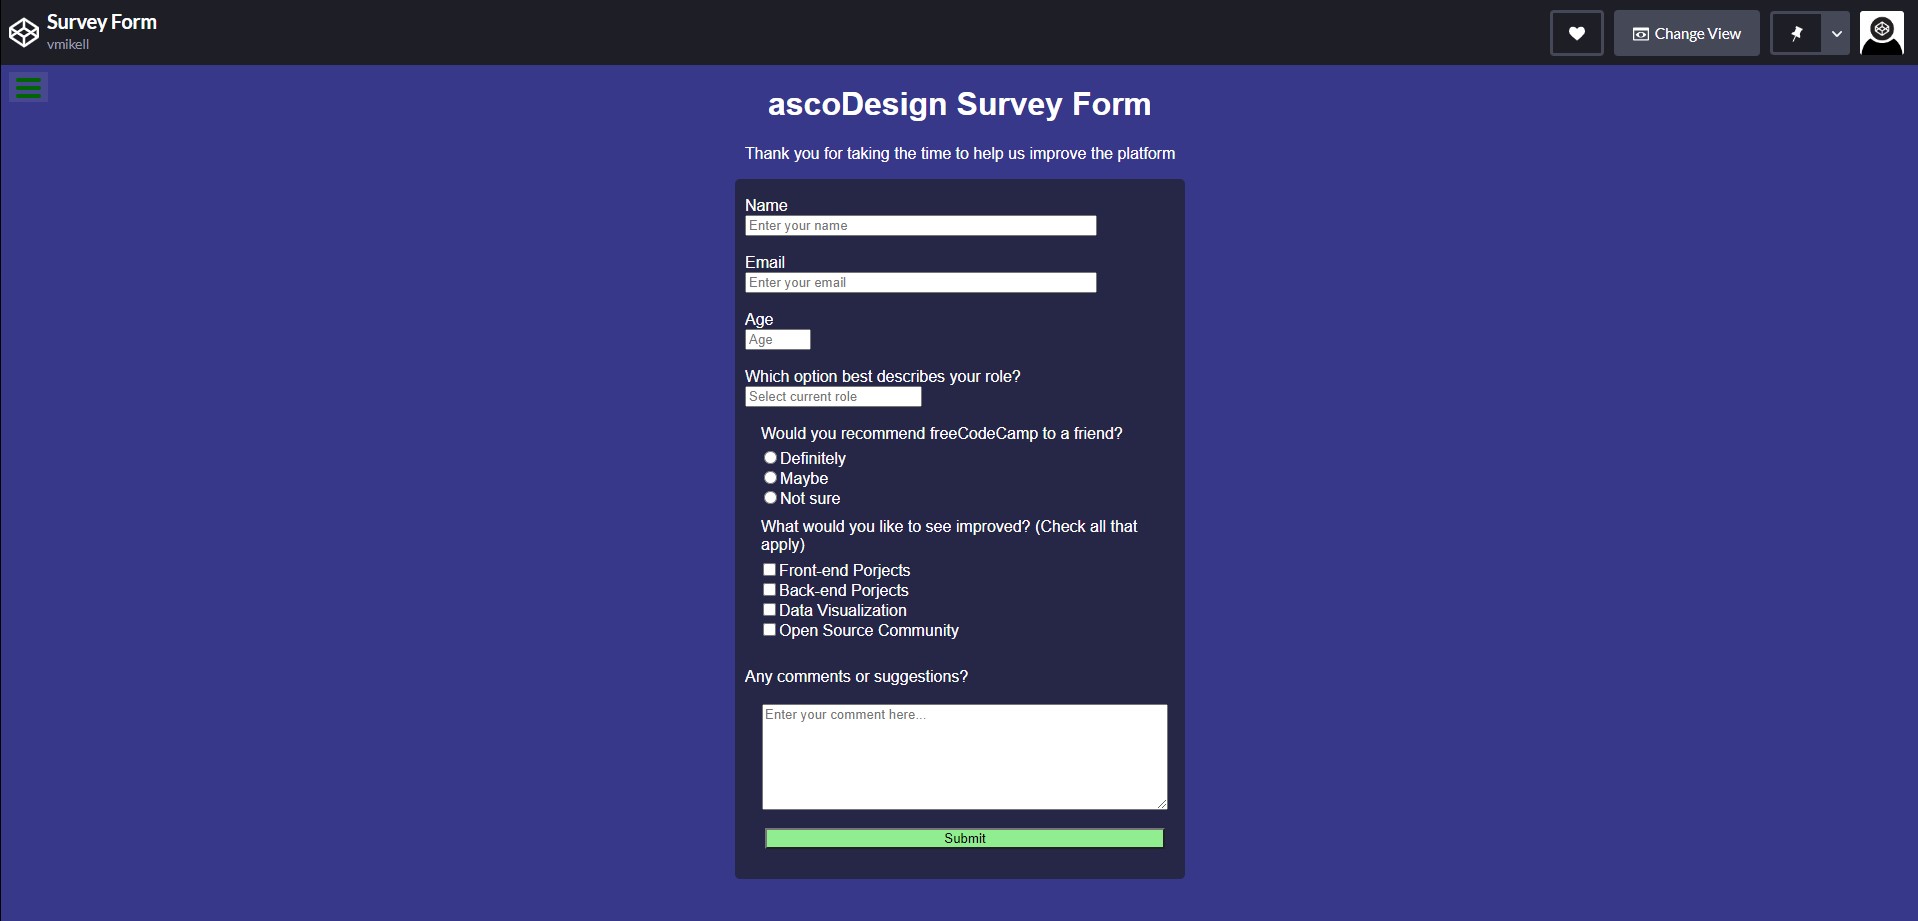 Survey Form
vmikell
Change View
ascoDesign Survey Form
Thank you for taking the time to help us improve the platform
Name
Enter your name
Email
Enter your email
Age
Age
Which option best describes your role?
Select current role
Would you recommend freeCodeCamp to a friend?
Definitely
Maybe
Not sure
What would you like to see improved? (Check all that
apply)
Front-end Porjects
Back-end Porjects
Data Visualization
Open Source Community
Any comments or suggestions?
Enter your comment here...
Submit